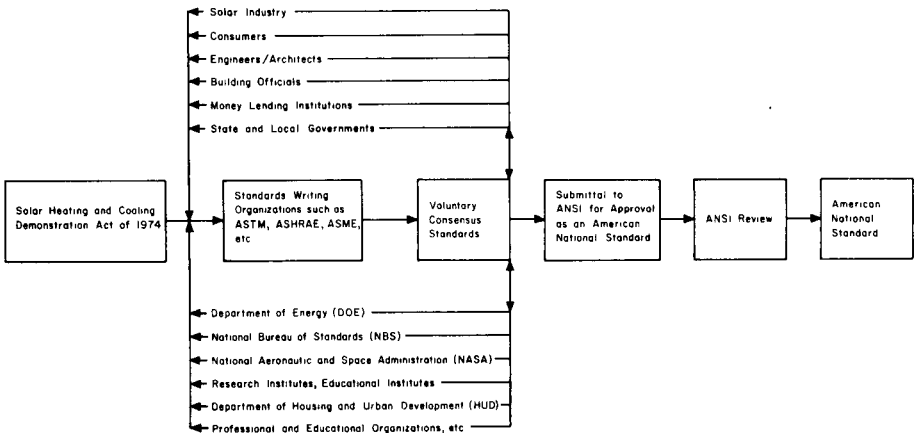 Solar Industry
Consumers
Engineers/Architects
Building Officials
Money Lending Institutions
State and Local Governments
Solar Heating and Cooling
Demonstration Act of 1974
Standards Writing
Organizations such as
ASTM, ASHRAE, ASME,
etc
Voluntary
Consensus
Standards
Submittal to
ANSI for Approval
as an American
National Standard
ANSI Review
American
National
Standard
Department of Energy (DOE)
National Bureau of Standards (NBS)
National Aeronautic and Space Administration (NASA)
Research Institutes, Educational Institutes
Department of Housing and Urban Development (HUD)
Professional and Educational Organizations, etc